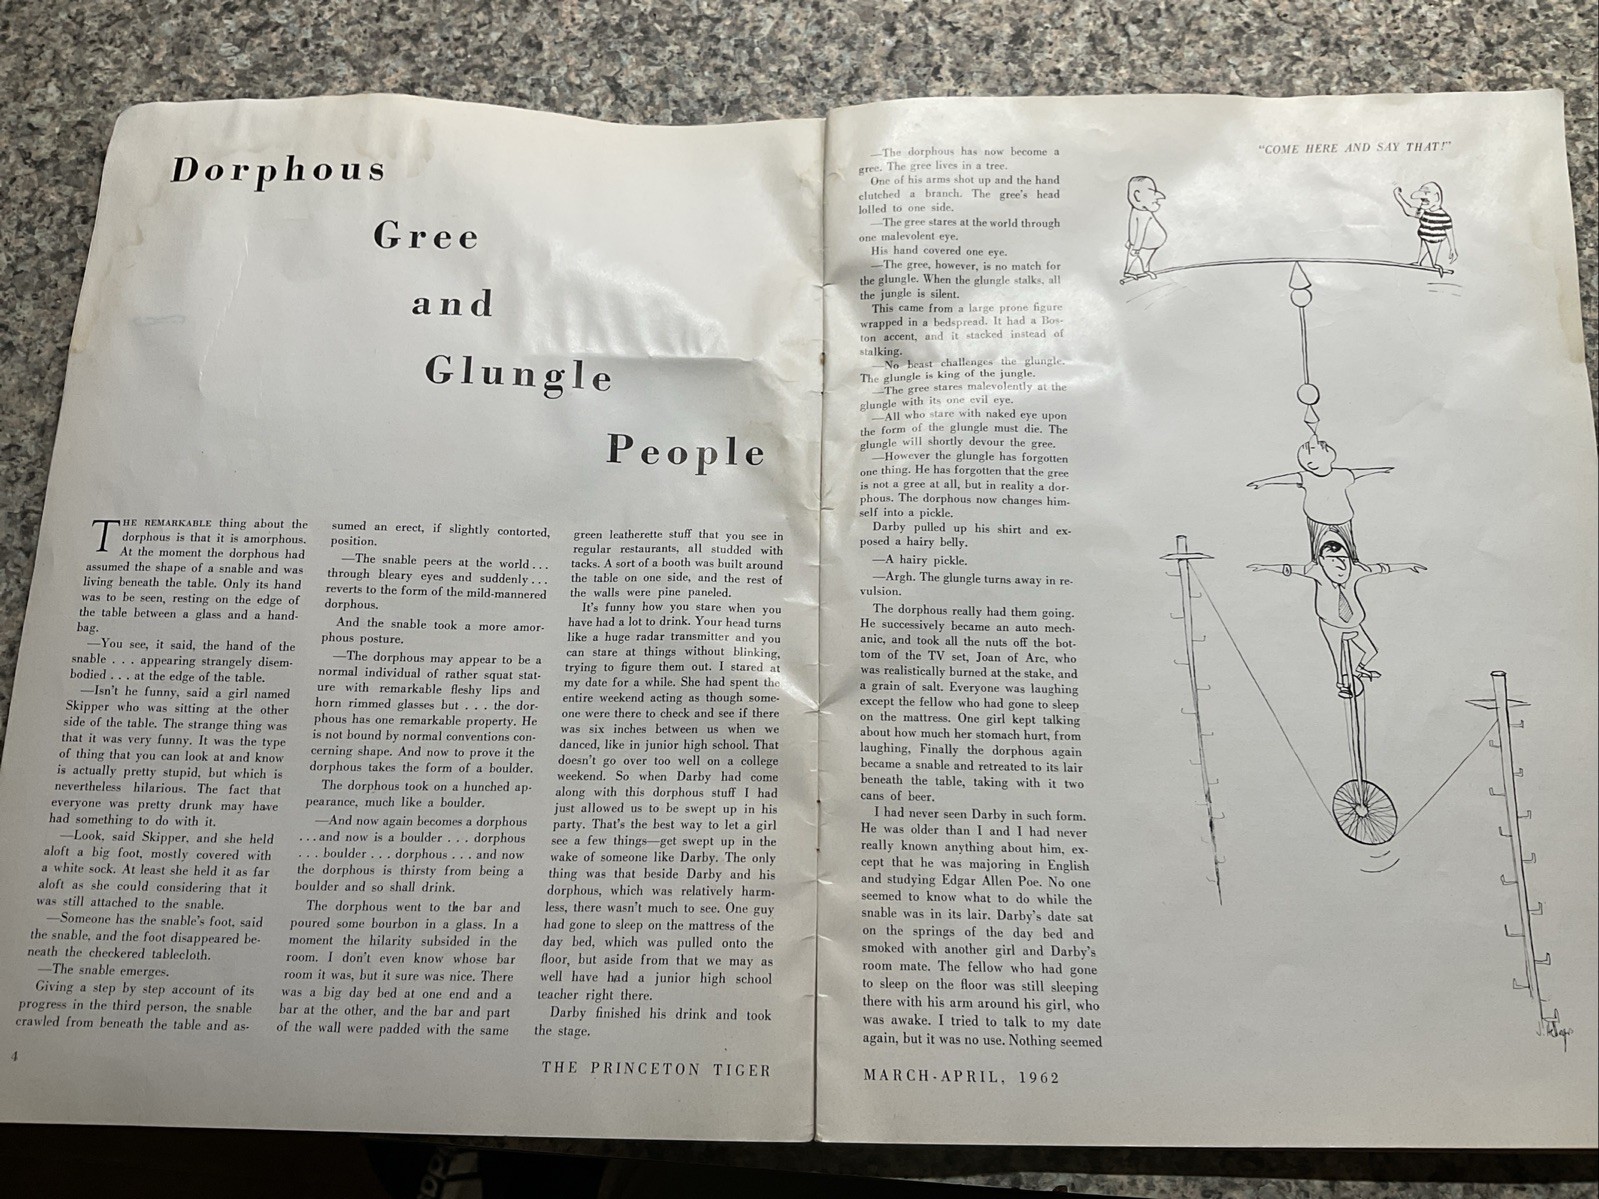 Dorphous
Gree
and
Glungle
People
THE REMARKABLE thing about the
dorphous is that it is amorphous.
At the moment the dorphous had
assumed the shape of a snable and was
living beneath the table. Only its hand
was to be seen, resting on the edge of
the table between a glass and a hand-
bag.
—You see, it said, the hand of the
snable . . . appearing strangely disem-
bodied . . . at the edge of the table.
—Isn't he funny, said a girl named
Skipper who was sitting at the other
side of the table. The strange thing was
that it was very funny. It was the type
of thing that you can look at and know
is actually pretty stupid, but which is
nevertheless hilarious. The fact that
everyone was pretty drunk may have
had something to do with it.
—Look, said Skipper, and she held
aloft a big foot, mostly covered with
a white sock. At least she held it as far
aloft as she could considering that it
was still attached to the snable.
—Someone has the snable's foot, said
the snable, and the foot disappeared be-
neath the checkered tablecloth.
—The snable emerges.
Giving a step by step account of its
progress in the third person, the snable
crawled from beneath the table and as-
sumed an erect, if slightly contorted,
position.
—The snable peers at the world . . .
through bleary eyes and suddenly . . .
reverts to the form of the mild-mannered
dorphous.
And the snable took a more amor-
phous posture.
—The dorphous may appear to be a
normal individual of rather squat stat-
ure with remarkable fleshy lips and
horn rimmed glasses but . . . the dor-
phous has one remarkable property. He
is not bound by normal conventions con-
cerning shape. And now to prove it the
dorphous takes the form of a boulder.
The dorphous took on a hunched ap-
pearance, much like a boulder.
—And now again becomes a dorphous
. . . and now is a boulder . . . dorphous
. . . boulder . . . dorphous . . . and now
the dorphous is thirsty from being a
boulder and so shall drink.
The dorphous went to the bar and
poured some bourbon in a glass. In a
moment the hilarity subsided in the
room. I don't even know whose bar
room it was, but it sure was nice. There
was a big day bed at one end and a
bar at the other, and the bar and part
of the wall were padded with the same
green leatherette stuff that you see in
regular restaurants, all studded with
tacks. A sort of a booth was built around
the table on one side, and the rest of
the walls were pine paneled.
It's funny how you stare when you
have had a lot to drink. Your head turns
like a huge radar transmitter and you
can stare at things without blinking,
trying to figure them out. I stared at
my date for a while. She had spent the
entire weekend acting as though some-
one were there to check and see if there
was six inches between us when we
danced, like in junior high school. That
doesn't go over too well on a college
weekend. So when Darby had come
along with this dorphous stuff I had
just allowed us to be swept up in his
party. That's the best way to let a girl
see a few things—get swept up in the
wake of someone like Darby. The only
thing was that beside Darby and his
dorphous, which was relatively harm-
less, there wasn't much to see. One guy
had gone to sleep on the mattress of the
day bed, which was pulled onto the
floor, but aside from that we may as
well have had a junior high school
teacher right there.
Darby finished his drink and took
the stage.
4
THE PRINCETON TIGER
—The dorphous has now become a
gree. The gree lives in a tree.
One of his arms shot up and the hand
clutched a branch. The gree's head
lolled to one side.
—The gree stares at the world through
one malevolent eye.
His hand covered one eye.
—The gree, however, is no match for
the glungle. When the glungle stalks, all
the jungle is silent.
This came from a large prone figure
wrapped in a bedspread. It had a Bos-
ton accent, and it stacked instead of
stalking.
—No beast challenges the glungle.
The glungle is king of the jungle.
—The gree stares malevolently at the
glungle with its one evil eye.
—All who stare with naked eye upon
the form of the glungle must die. The
glungle will shortly devour the gree.
—However the glungle has forgotten
one thing. He has forgotten that the gree
is not a gree at all, but in reality a dor-
phous. The dorphous now changes him-
self into a pickle.
Darby pulled up his shirt and ex-
posed a hairy belly.
—A hairy pickle.
—Argh. The glungle turns away in re-
vulsion.
The dorphous really had them going.
He successively became an auto mech-
anic, and took all the nuts off the bot-
tom of the TV set, Joan of Arc, who
was realistically burned at the stake, and
a grain of salt. Everyone was laughing
except the fellow who had gone to sleep
on the mattress. One girl kept talking
about how much her stomach hurt, from
laughing, Finally the dorphous again
became a snable and retreated to its lair
beneath the table, taking with it two
cans of beer.
I had never seen Darby in such form.
He was older than I and I had never
really known anything about him, ex-
cept that he was majoring in English
and studying Edgar Allen Poe. No one
seemed to know what to do while the
snable was in its lair. Darby's date sat
on the springs of the day bed and
smoked with another girl and Darby's
room mate. The fellow who had gone
to sleep on the floor was still sleeping
there with his arm around his girl, who
was awake. I tried to talk to my date
again, but it was no use. Nothing seemed
MARCH-APRIL, 1962
"COME HERE AND SAY THAT!"